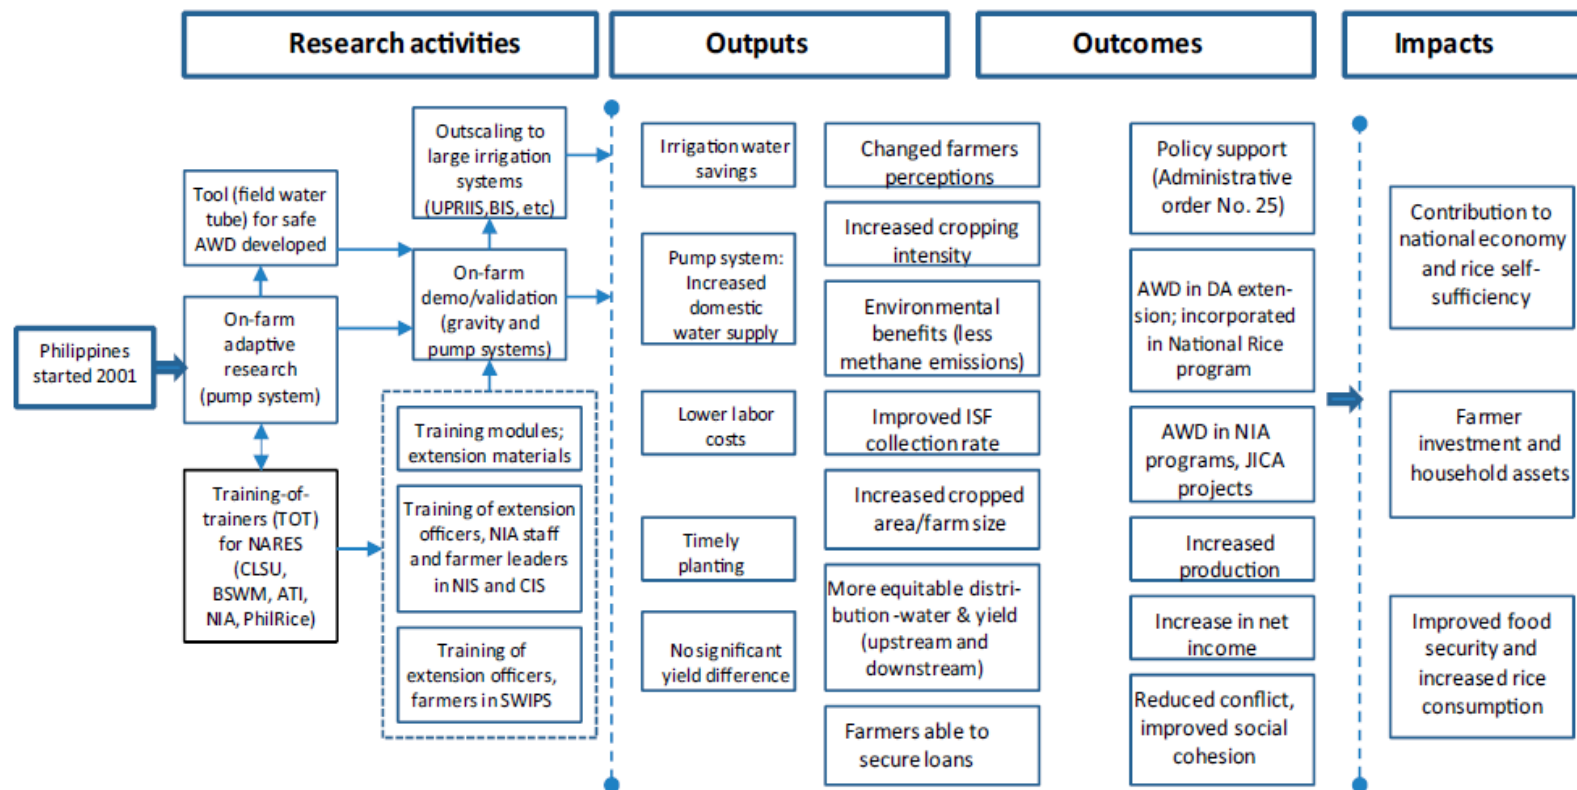 Research activities
Outputs
Outcomes
Impacts
Philippines
started 2001
Tool (field water
tube) for safe
AWD developed
On-farm
adaptive
research
(pump system)
Training-of-
trainers (TOT)
for NARES
(CLSU,
BSWM, ATI,
NIA, PhilRice)
Outscaling to
large irrigation
systems
(UPRIIS,BIS, etc)
On-farm
demo/validation
(gravity and
pump systems)
Training modules;
extension materials
Training of extension
officers, NIA staff
and farmer leaders
in NIS and CIS
Training of
extension officers,
farmers in SWIPS
Irrigation water
savings
Pump system:
Increased
domestic
water supply
Lower labor
costs
Timely
planting
No significant
yield difference
Changed farmers
perceptions
Increased cropping
intensity
Environmental
benefits (less
methane emissions)
Improved ISF
collection rate
Increased cropped
area/farm size
More equitable distri-
bution -water & yield
(upstream and
downstream)
Farmers able to
secure loans
Policy support
(Administrative
order No. 25)
AWD in DA exten-
sion; incorporated
in National Rice
program
AWD in NIA
programs, JICA
projects
Increased
production
Increase in net
income
Reduced conflict,
improved social
cohesion
Contribution to
national economy
and rice self-
sufficiency
Farmer
investment and
household assets
Improved food
security and
increased rice
consumption